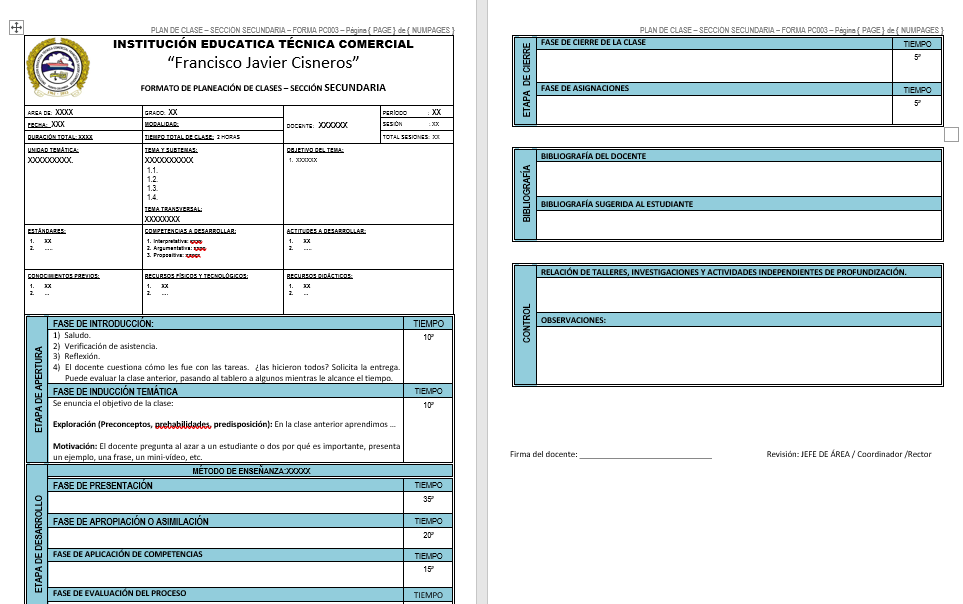 PLAN DE CLASE – SECCION SECUNDARIA – FORMA PC003 – Página { PAGE } de { NUMPAGES }
INSTITUCIÓN EDUCATICA TÉCNICA COMERCIAL
“Francisco Javier Cisneros”
FORMATO DE PLANEACIÓN DE CLASES – SECCIÓN SECUNDARIA
AREA DE: XXXX
GRADO: XX
DOCENTE: XXXXXX
PERÍODO : XX
FECHA: XXX
MODALIDAD:
SESIÓN : XX
DURACIÓN TOTAL: XXXX
TIEMPO TOTAL DE CLASE: 2 HORAS
TOTAL SESIONES: XX
UNIDAD TEMÁTICA:
XXXXXXXXXX.
TEMA Y SUBTEMAS:
XXXXXXXXXXX
1.1.
1.2.
1.3.
1.4.
TEMA TRANSVERSAL:
XXXXXXXX
OBJETIVO DEL TEMA:
1. XXXXXX
ESTÁNDARES:
1. XX
2. .....
COMPETENCIAS A DESARROLLAR:
1. Interpretativa: xxxx
2. Argumentativa: xxxx
3. Propositiva: xxxxx
ACTITUDES A DESARROLLAR:
1. XX
2. .....
CONOCIMIENTOS PREVIOS:
1. XX
2. ...
RECURSOS FÍSICOS Y TECNOLÓGICOS:
1. XX
2. ....
RECURSOS DIDÁCTICOS:
1. XX
2. ...
ETAPA DE APERTURA
FASE DE INTRODUCCIÓN:
TIEMPO
1) Saludo.
10º
2) Verificación de asistencia.
3) Reflexión.
4) El docente cuestiona cómo les fue con las tareas. ¿las hicieron todos? Solicita la entrega.
Puede evaluar la clase anterior, pasando al tablero a algunos mientras le alcance el tiempo.
FASE DE INDUCCIÓN TEMÁTICA
TIEMPO
Se enuncia el objetivo de la clase:
10º
Exploración (Preconceptos, prehabilidades, predisposición): En la clase anterior aprendimos ...
Motivación: El docente pregunta al azar a un estudiante o dos por qué es importante, presenta
un ejemplo, una frase, un mini-vídeo, etc.
ETAPA DE DESARROLLO
MÉTODO DE ENSEÑANZA:XXXXX
FASE DE PRESENTACIÓN
TIEMPO
35º
FASE DE APROPIACIÓN O ASIMILACIÓN
TIEMPO
20º
FASE DE APLICACIÓN DE COMPETENCIAS
TIEMPO
15º
FASE DE EVALUACIÓN DEL PROCESO
TIEMPO
PLAN DE CLASE – SECCION SECUNDARIA – FORMA PC003 – Página { PAGE } de { NUMPAGES }
ETAPA DE CIERRE
FASE DE CIERRE DE LA CLASE
TIEMPO
5º
FASE DE ASIGNACIONES
TIEMPO
5º
BIBLIOGRAFÍA
BIBLIOGRAFÍA DEL DOCENTE
BIBLIOGRAFÍA SUGERIDA AL ESTUDIANTE
CONTROL
RELACIÓN DE TALLERES, INVESTIGACIONES Y ACTIVIDADES INDEPENDIENTES DE PROFUNDIZACIÓN.
OBSERVACIONES:
Firma del docente: ____________________________
Revisión: JEFE DE ÁREA / Coordinador /Rector